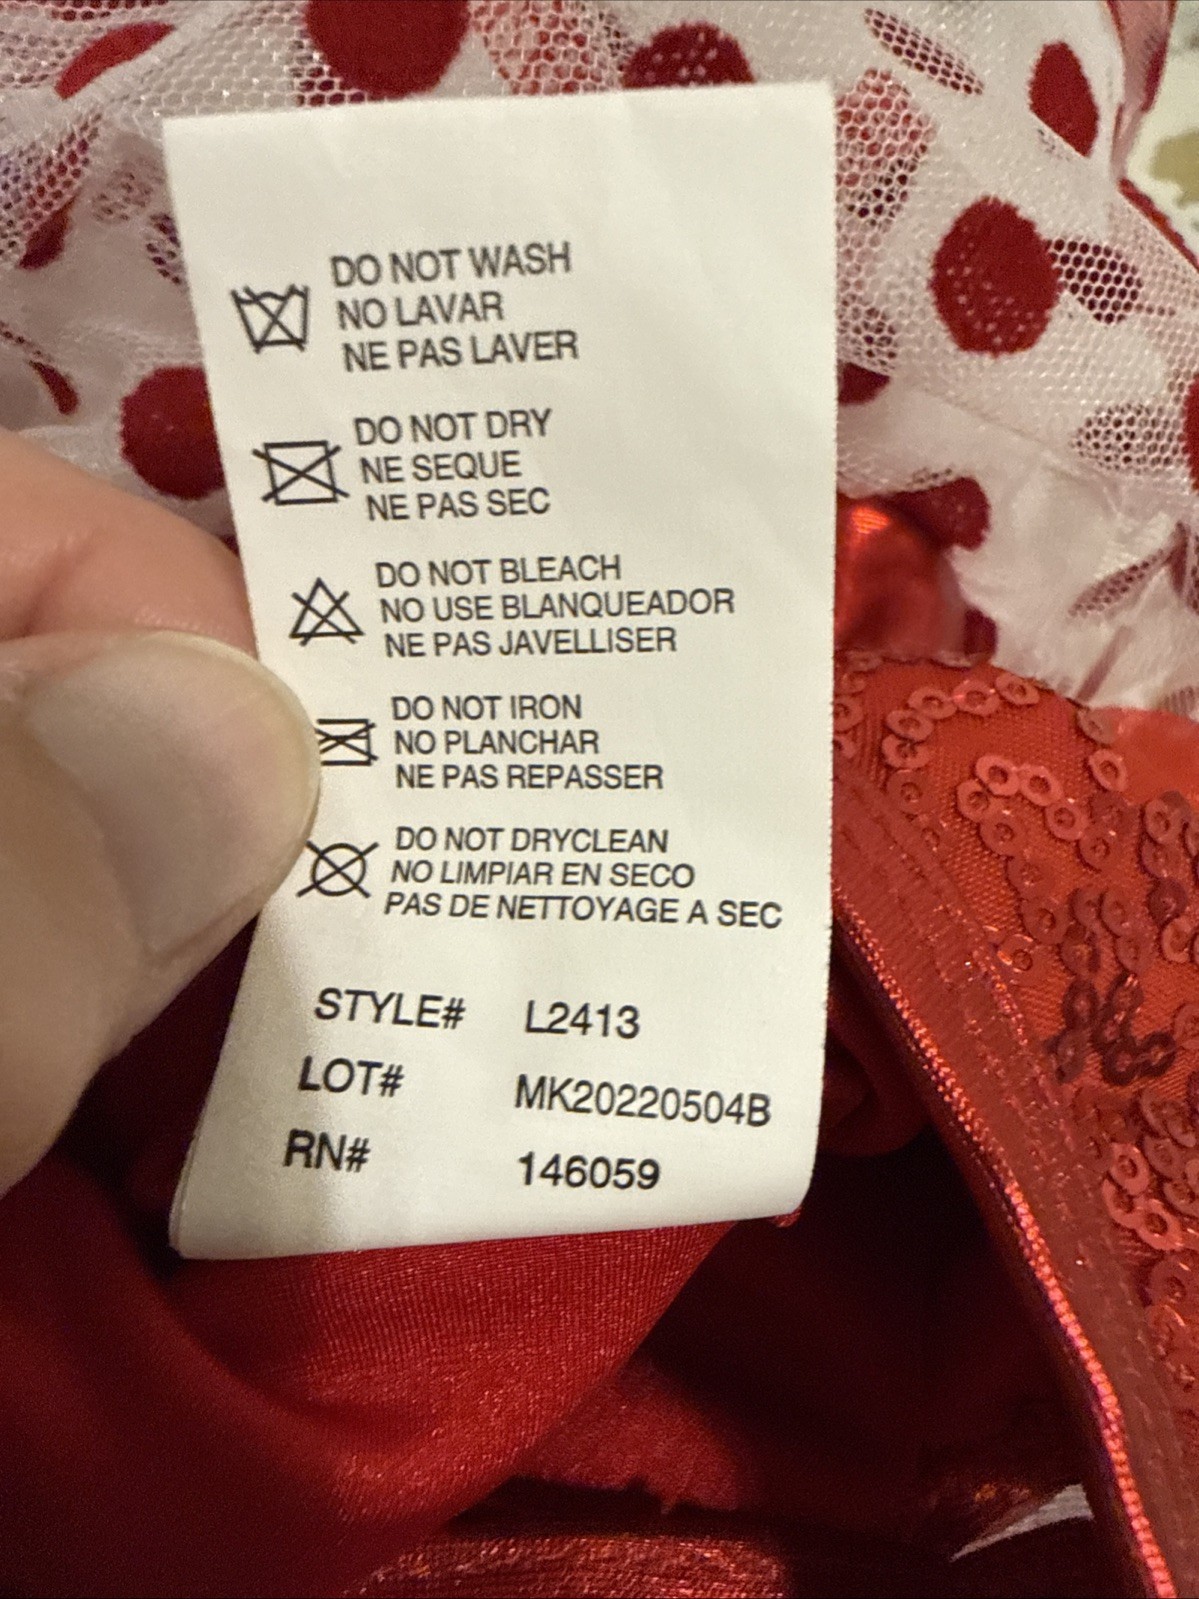 DO NOT WASH
NO LAVAR
NE PAS LAVER
DO NOT DRY
NE SEQUE
NE PAS SEC
DO NOT BLEACH
NO USE BLANQUEADOR
NE PAS JAVELLISER
DO NOT IRON
NO PLANCHAR
NE PAS REPASSER
DO NOT DRYCLEAN
NO LIMPIAR EN SECO
PAS DE NETTOYAGE A SEC
STYLE# L2413
LOT# MK20220504B
RN# 146059